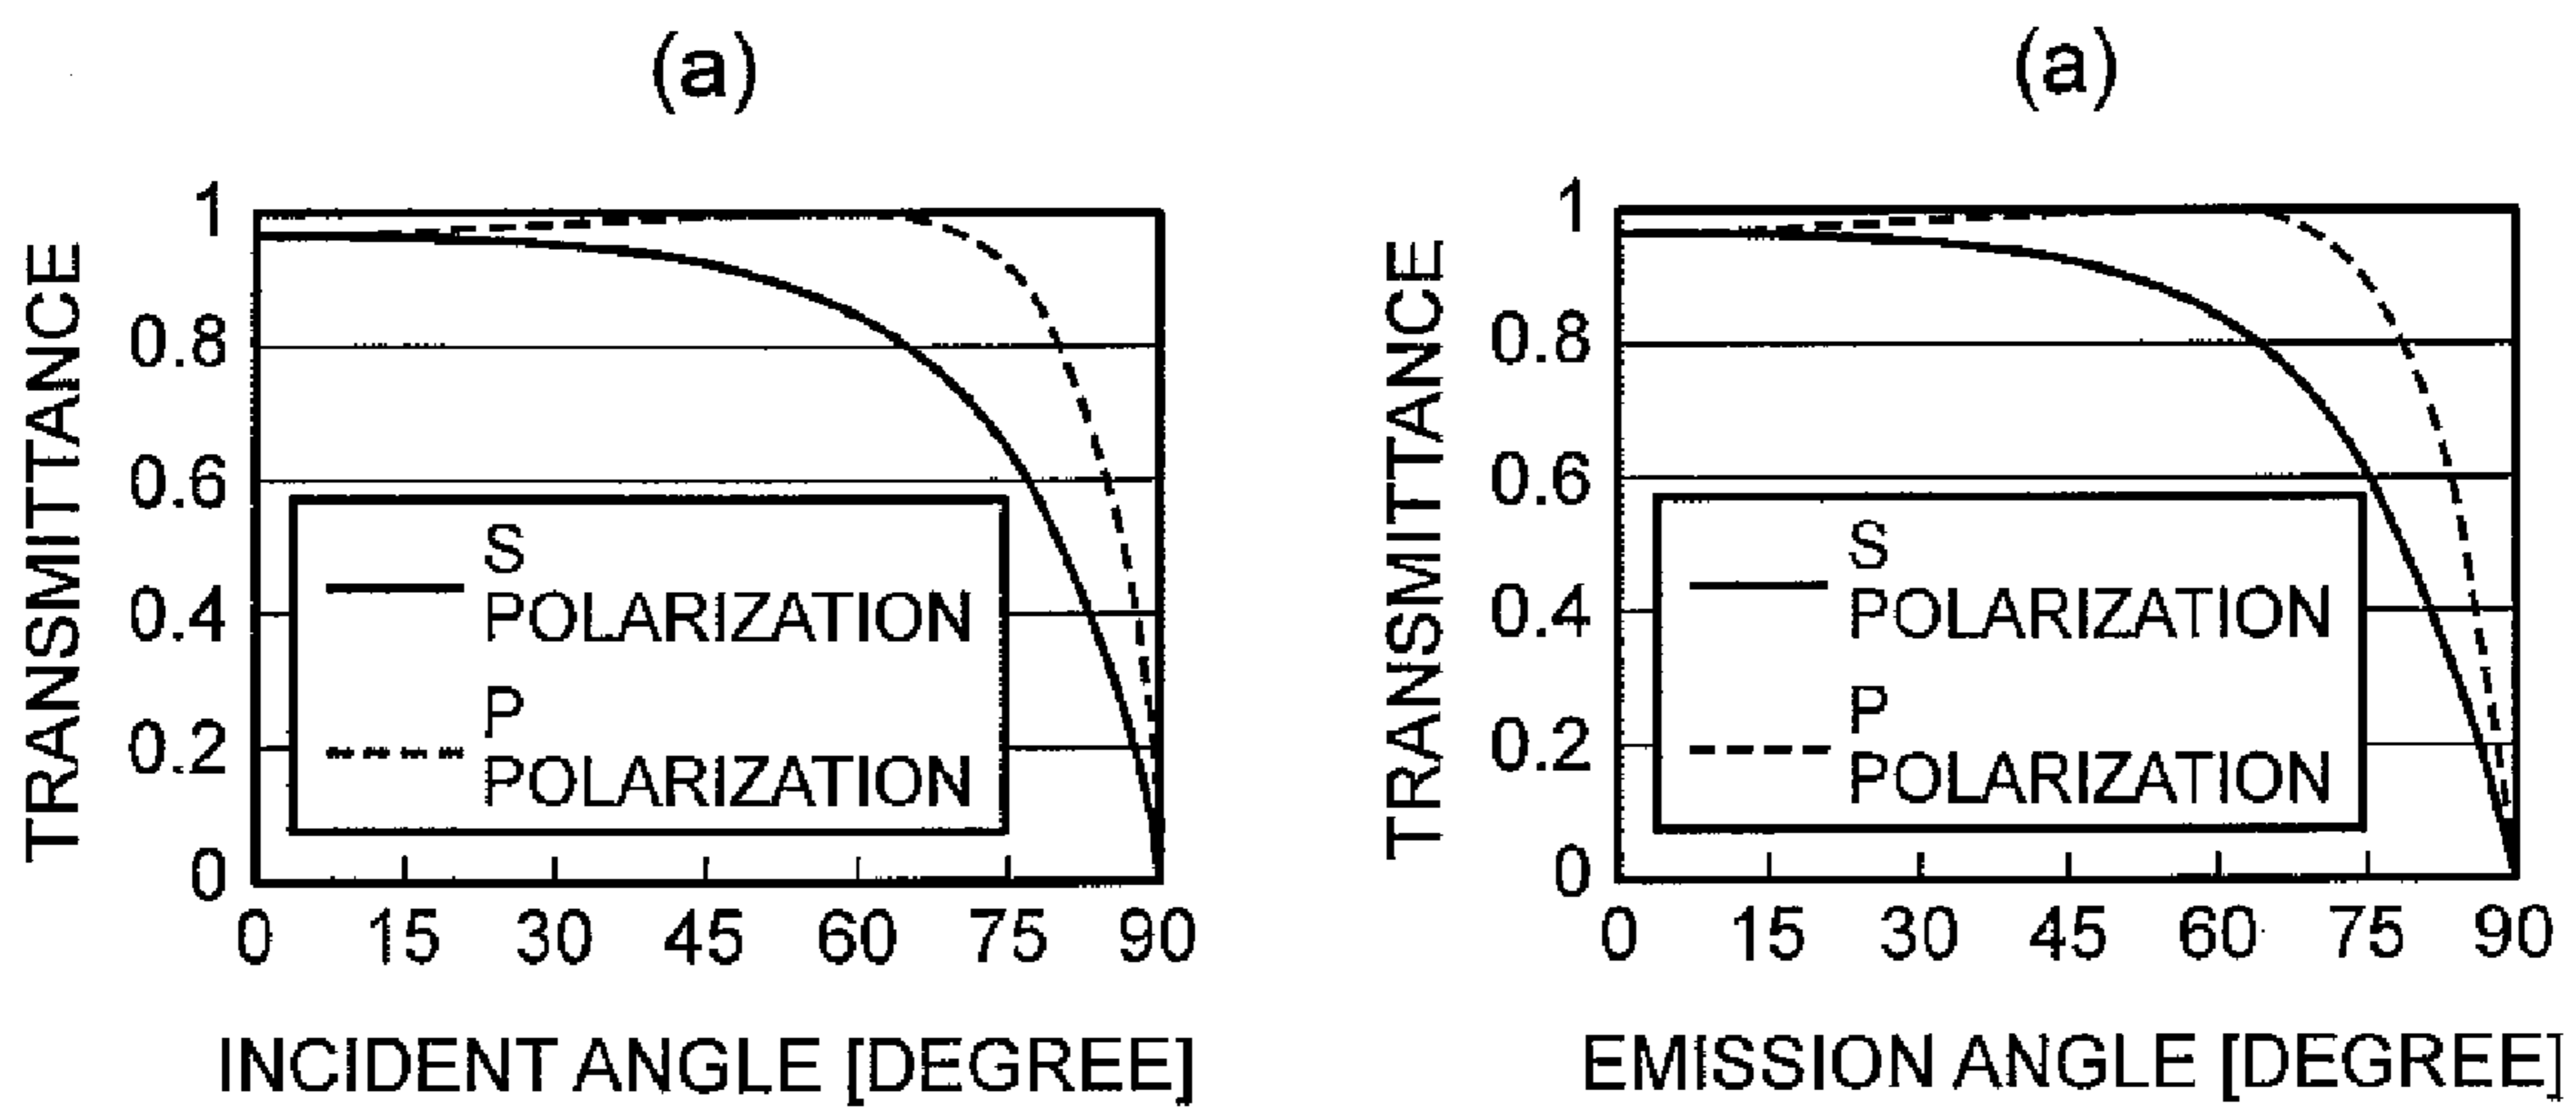 (a)
TRANSMITTANCE
1
0.8
0.6
0.4
0.2
0
S
POLARIZATION
P
POLARIZATION
0 15 30 45 60 75 90
INCIDENT ANGLE [DEGREE]
(a)
TRANSMITTANCE
1
0.8
0.6
0.4
0.2
0
S
POLARIZATION
P
POLARIZATION
0 15 30 45 60 75 90
EMISSION ANGLE [DEGREE]